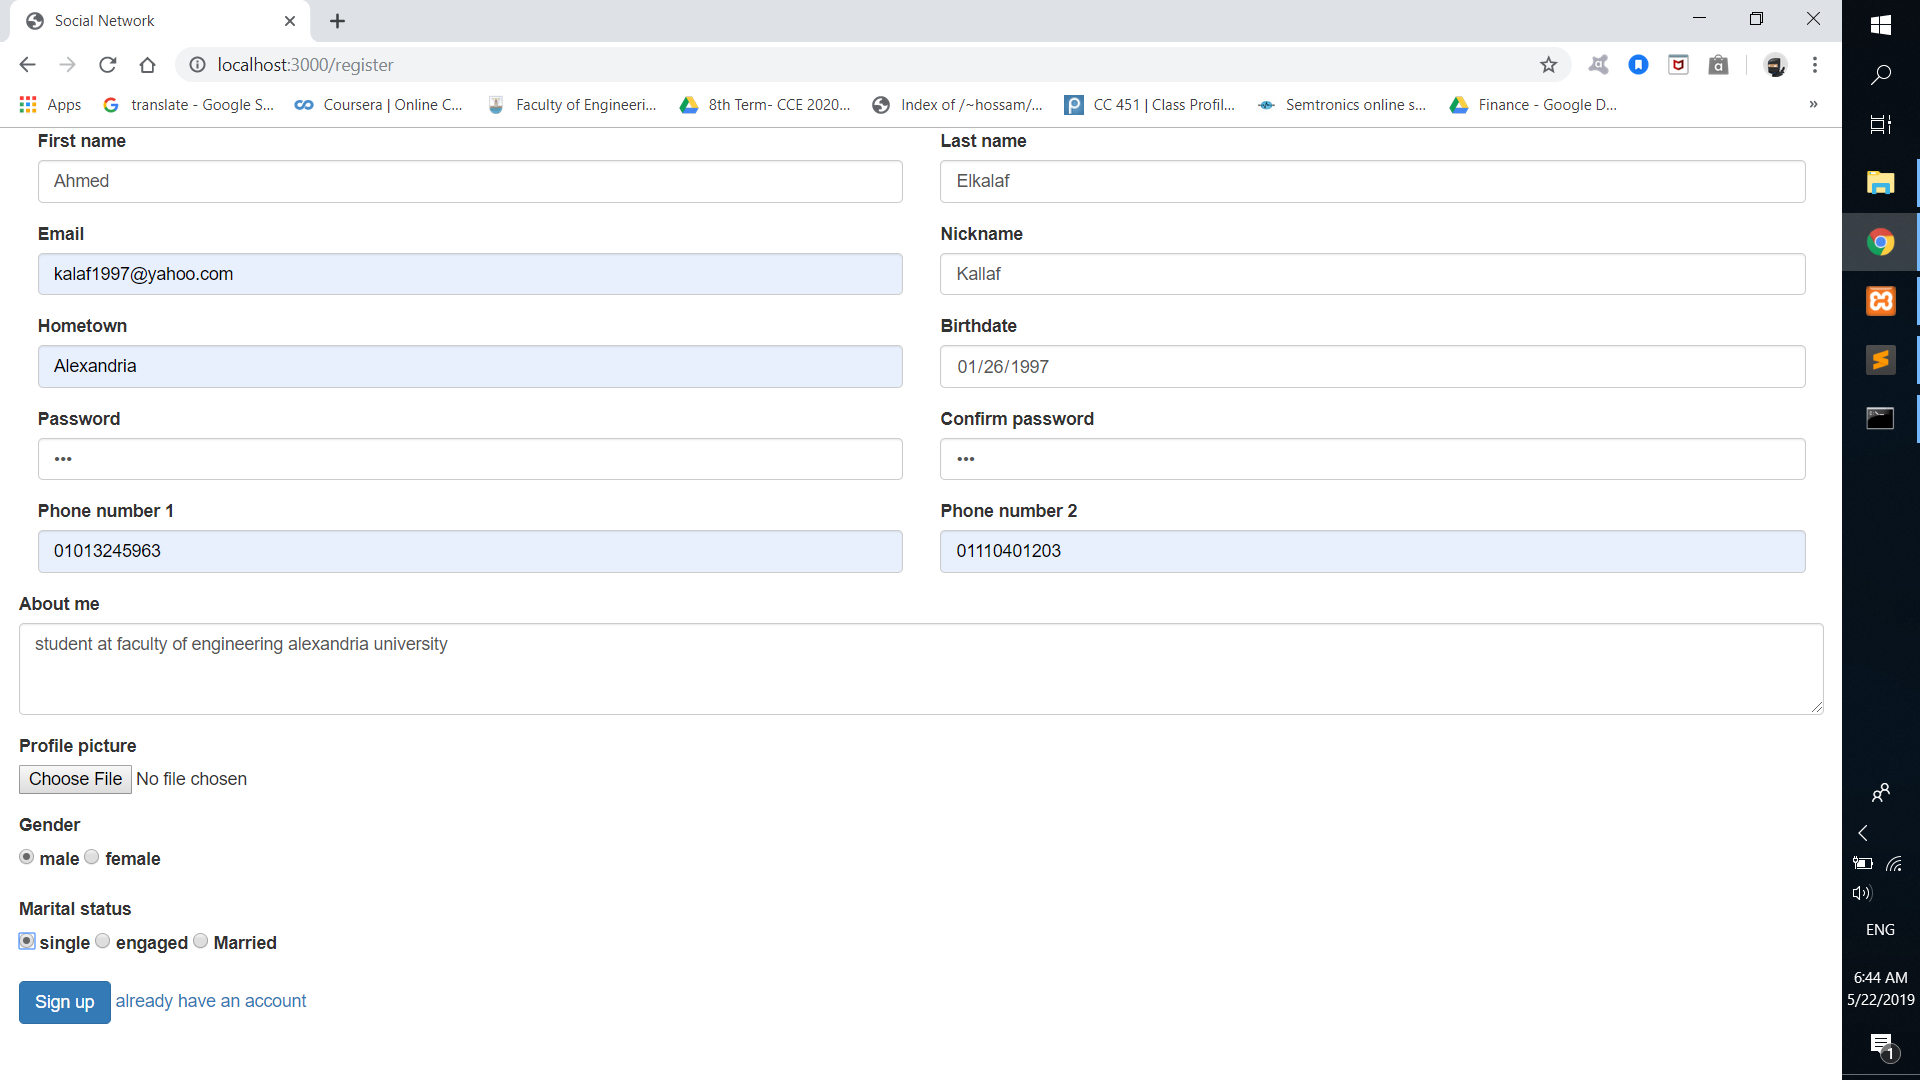 Social Network
localhost:3000/register
Apps translate - Google S... Coursera | Online C... Faculty of Engineeri... 8th Term- CCE 2020... Index of /~hossam/... CC 451 | Class Profil... Semtronics online s... Finance - Google D... »
First name Last name
Ahmed Elkalaf
Email Nickname
kalaf1997@yahoo.com Kallaf
Hometown Birthdate
Alexandria 01/26/1997
Password Confirm password
••• •••
Phone number 1 Phone number 2
01013245963 01110401203
About me
student at faculty of engineering alexandria university
Profile picture
Choose File No file chosen
Gender
male female
Marital status
single engaged Married
Sign up already have an account
ENG
6:44 AM
5/22/2019
1